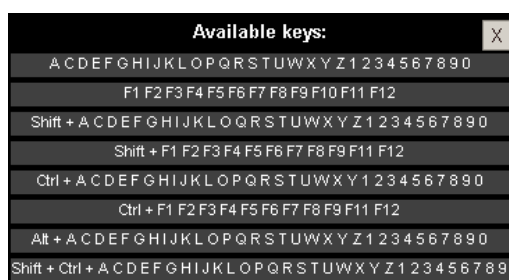 Available keys:
X
A C D E F G H I J K L O P Q R S T U W X Y Z 1 2 3 4 5 6 7 8 9 0
F1 F2 F3 F4 F5 F6 F7 F8 F9 F10 F11 F12
Shift + A C D E F G H I J K L O Q R S T U W X Y Z 1 2 3 4 5 6 7 8 9 0
Shift + F1 F2 F3 F4 F5 F6 F7 F8 F9 F11 F12
Ctrl + A C D E F G H I J K L O P Q R S T U W X Y Z 1 2 3 4 5 6 7 8 9 0
Ctrl + F1 F2 F3 F4 F5 F6 F7 F8 F9 F11 F12
Alt + A C D E F G H I J K L O Q R S T U W X Y Z 1 2 3 4 5 6 7 8 9 0
Shift + Ctrl + A C D E F G H I J K L O P Q R S T U W X Y Z 1 2 3 4 5 6 7 8 9